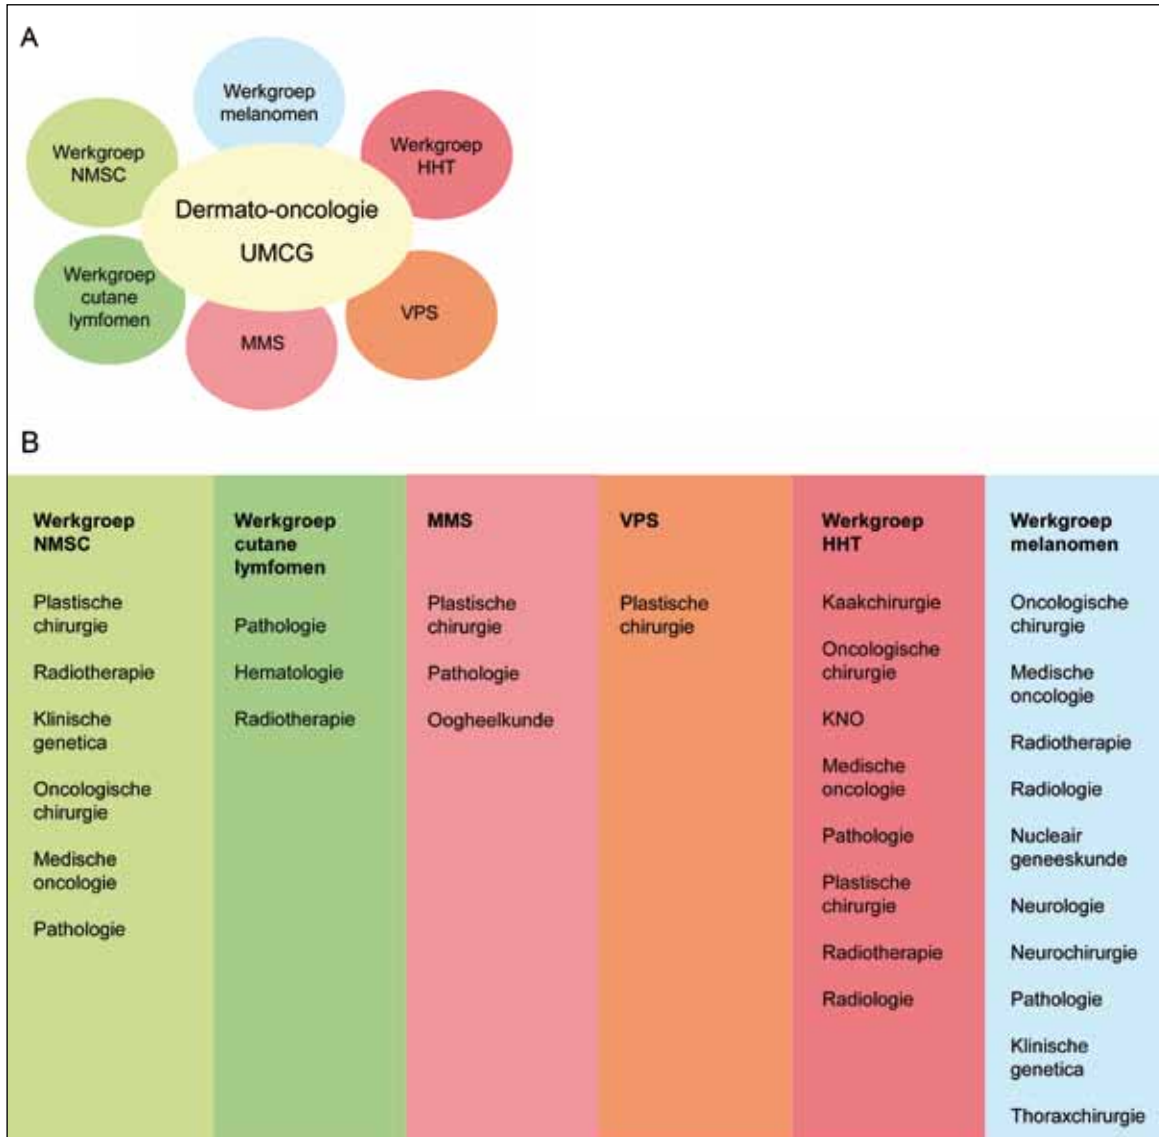 A
Werkgroep
melanomen
Werkgroep
NMSC
Werkgroep
HHT
Dermato-oncologie
UMCG
Werkgroep
cutane
lymfomen
MMS
VPS
B
Werkgroep
NMSC
Plastische
chirurgie
Radiotherapie
Klinische
genetica
Oncologische
chirurgie
Medische
oncologie
Pathologie
Werkgroep
cutane
lymfomen
Pathologie
Hematologie
Radiotherapie
MMS
Plastische
chirurgie
Pathologie
Oogheelkunde
VPS
Plastische
chirurgie
Werkgroep
HHT
Kaakchirurgie
Oncologische
chirurgie
KNO
Medische
oncologie
Pathologie
Plastische
chirurgie
Radiotherapie
Radiologie
Werkgroep
melanomen
Oncologische
chirurgie
Medische
oncologie
Radiotherapie
Radiologie
Nucleair
geneeskunde
Neurologie
Neurochirurgie
Pathologie
Klinische
genetica
Thoraxchirurgie